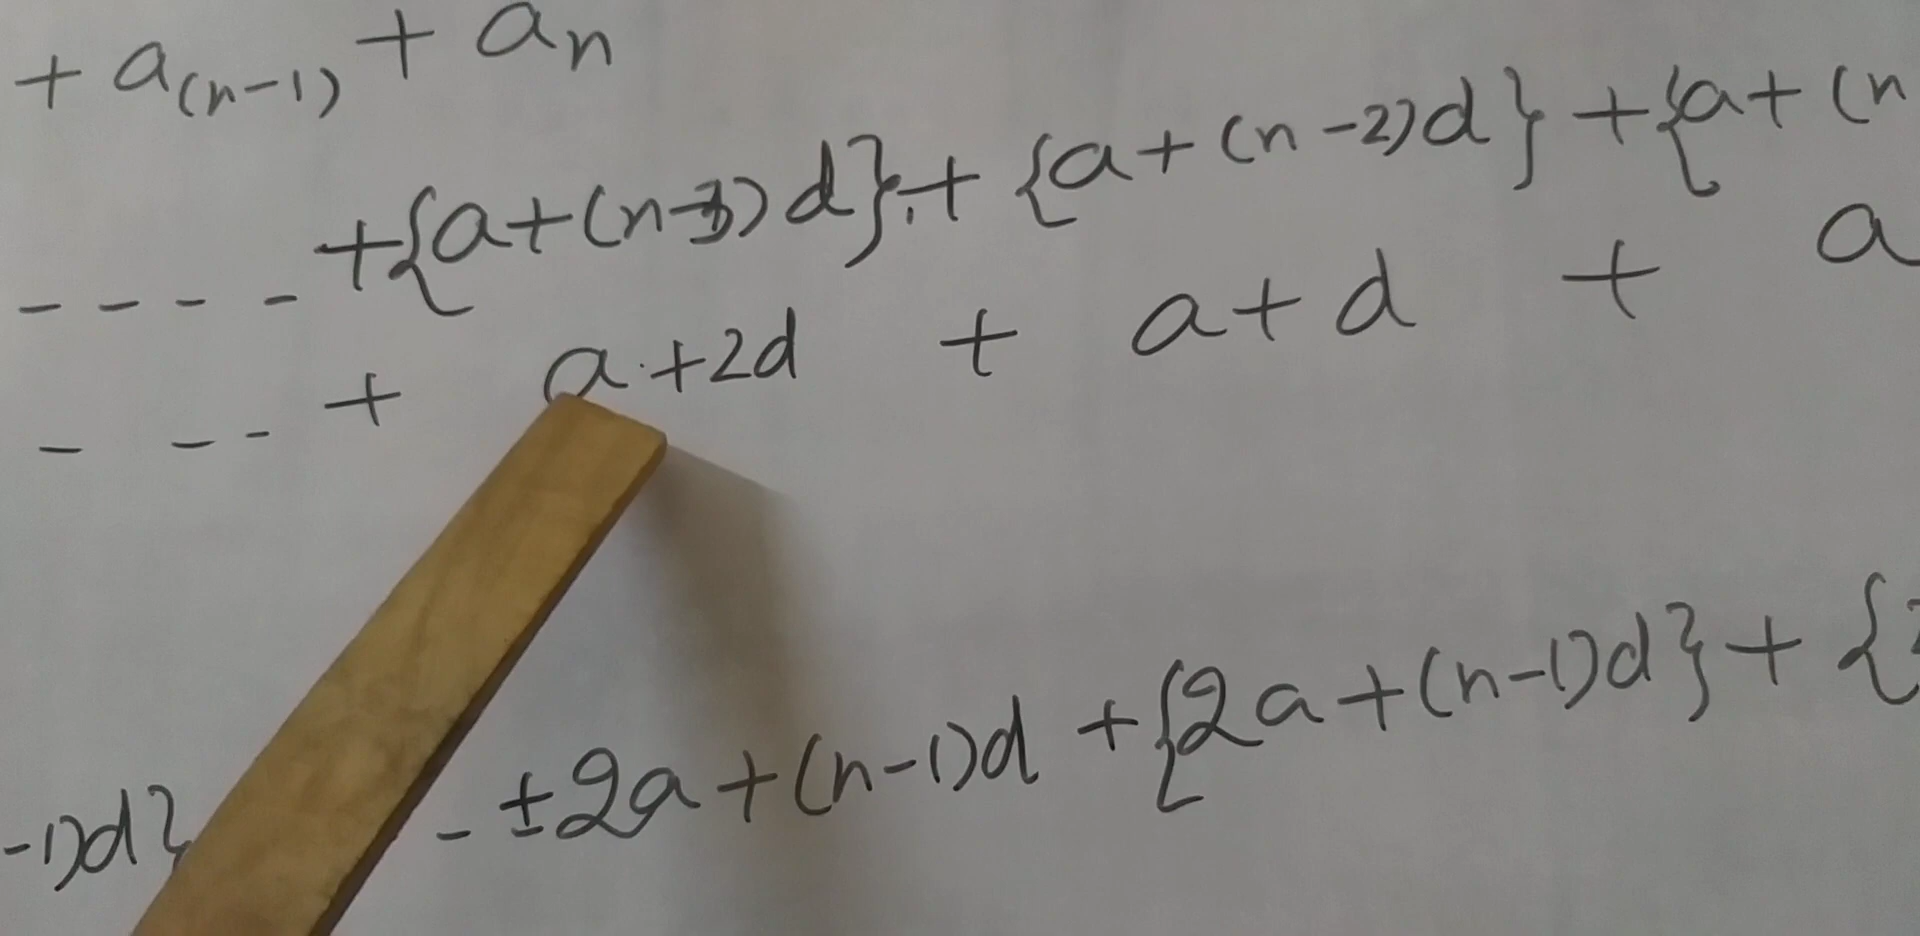 + a(n-1) + an
- - - - +{a+(n-3)d}.+ {a+(n-2)d} +{a+(n
- - - - + a+2d + a+d + a
-1)d} - ±2a+(n-1)d +{2a+(n-1)d}+ {2